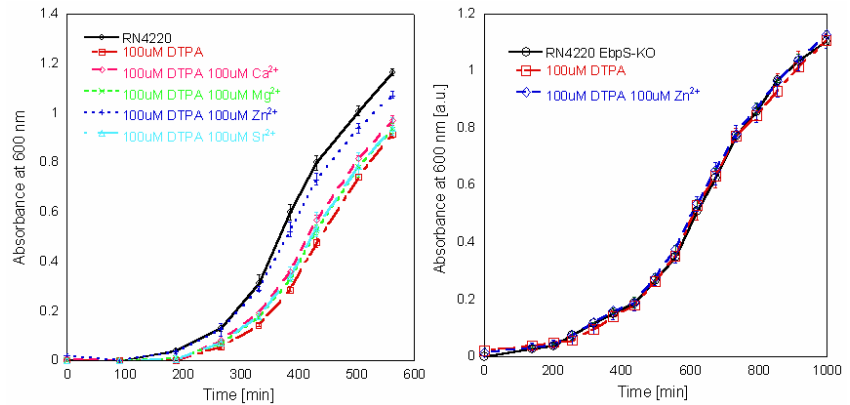 RN4220
100uM DTPA
100uM DTPA 100uM Ca2+
100uM DTPA 100uM Mg2+
100uM DTPA 100uM Zn2+
100uM DTPA 100uM Sr2+
Absorbance at 600 nm
1.4
1.2
1
0.8
0.6
0.4
0.2
0
0 100 200 300 400 500 600
Time [min]
RN4220 EbpS-KO
100uM DTPA
100uM DTPA 100uM Zn2+
Absorbance at 600 nm [a.u.]
1.2
1
0.8
0.6
0.4
0.2
0
0 200 400 600 800 1000
Time [min]